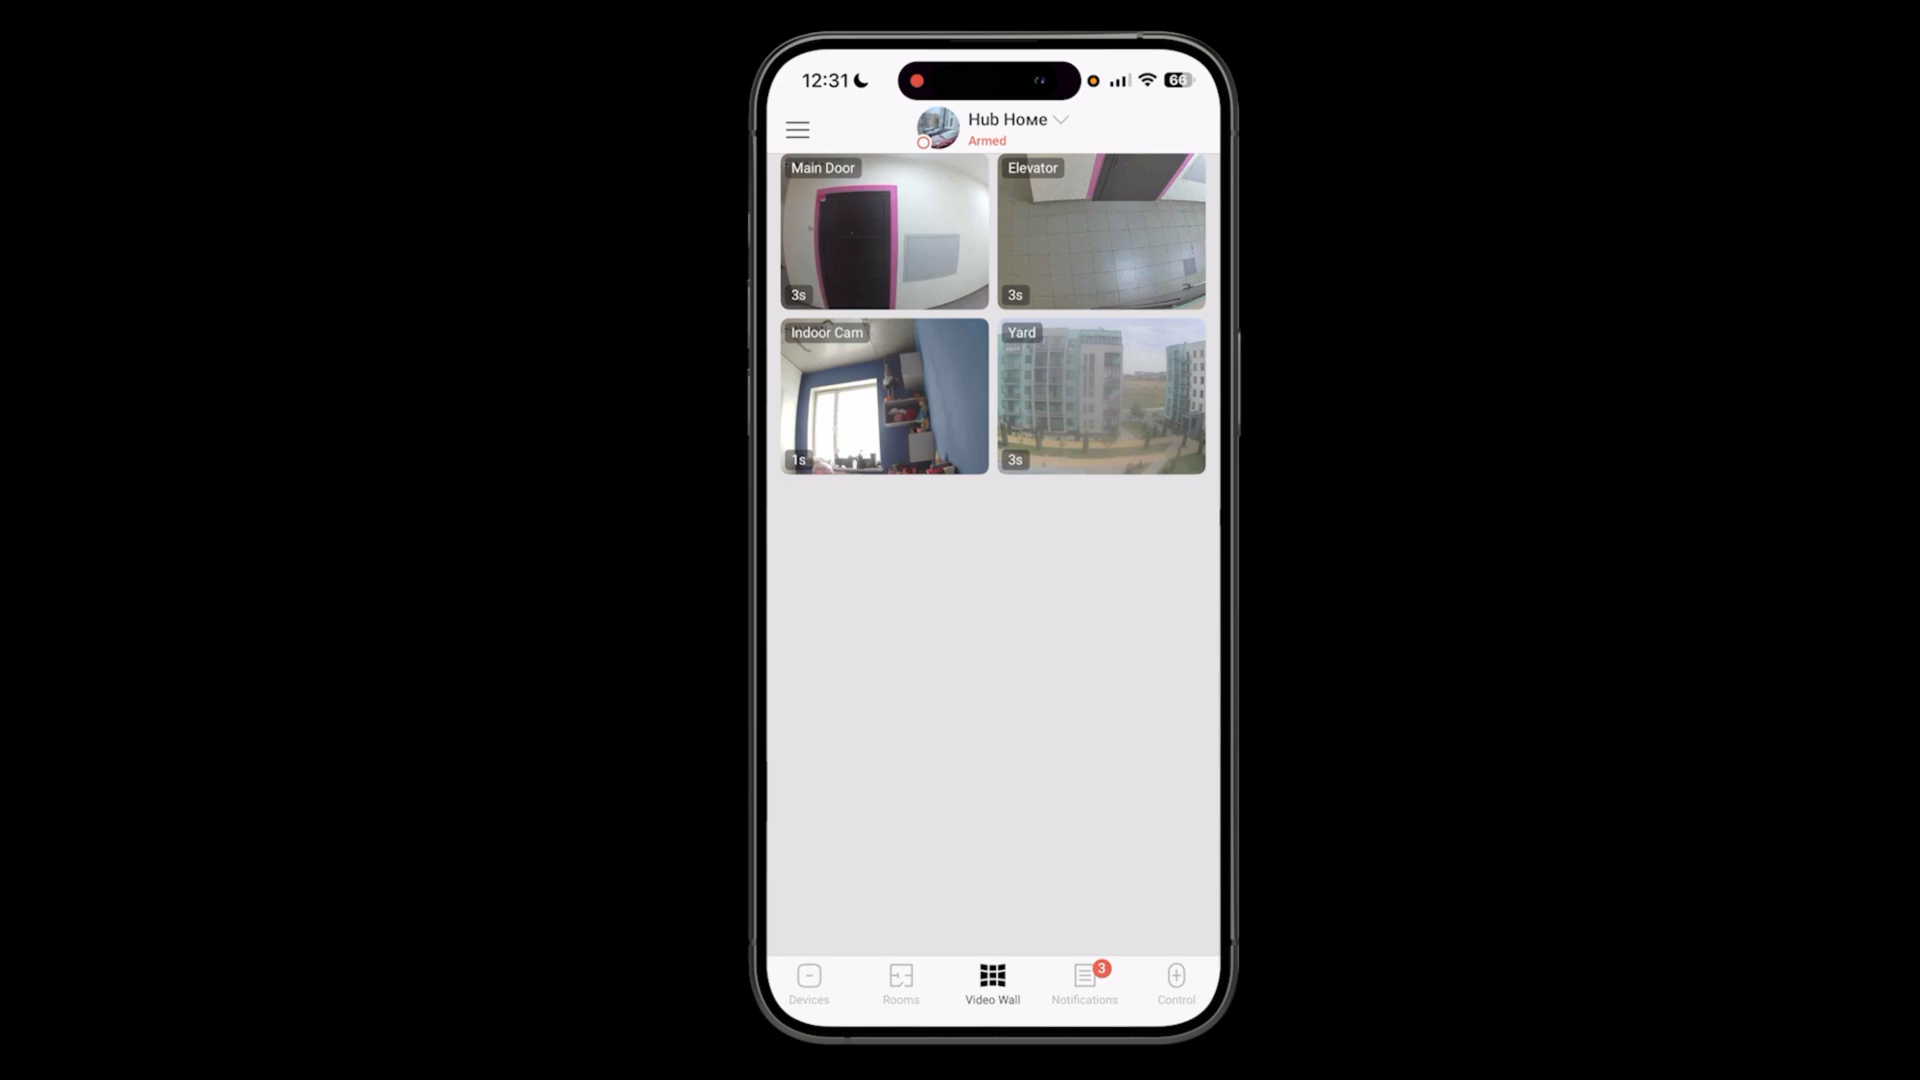 12:31
66
Hub Номе
Armed
Main Door
Elevator
3s
3s
Indoor Cam
Yard
1s
3s
3
Devices
Rooms
Video Wall
Notifications
Control